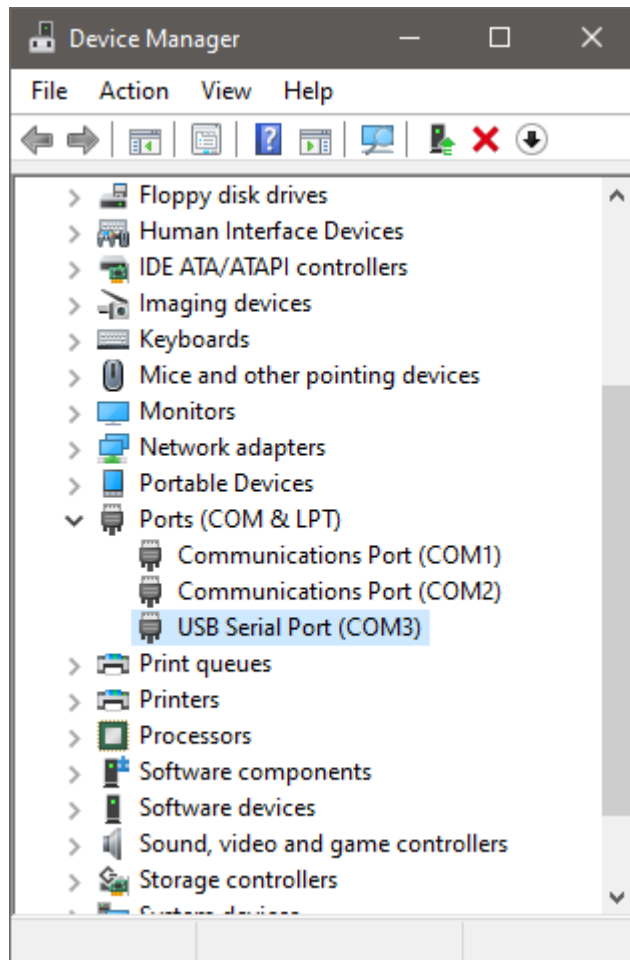 Device Manager
File Action View Help
Floppy disk drives
Human Interface Devices
IDE ATA/ATAPI controllers
Imaging devices
Keyboards
Mice and other pointing devices
Monitors
Network adapters
Portable Devices
Ports (COM & LPT)
Communications Port (COM1)
Communications Port (COM2)
USB Serial Port (COM3)
Print queues
Printers
Processors
Software components
Software devices
Sound, video and game controllers
Storage controllers
System devices